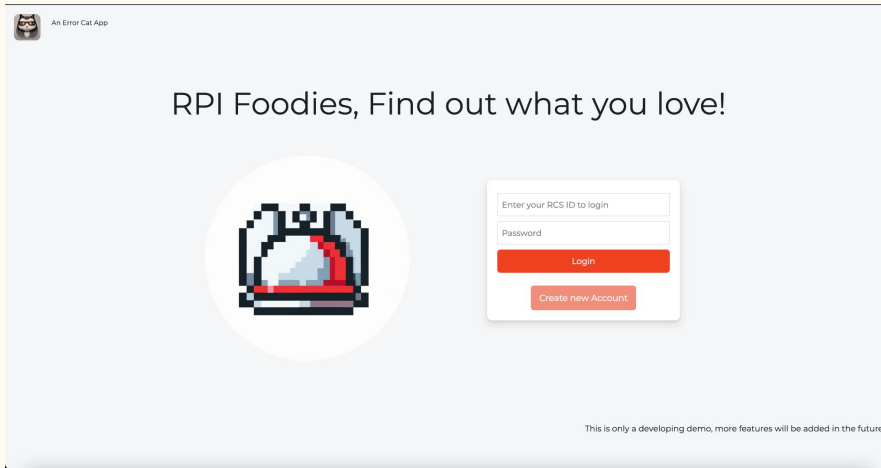 An Error Cat App
RPI Foodies, Find out what you love!
Enter your RCS ID to login
Password
Login
Create new Account
This is only a developing demo, more features will be added in the future